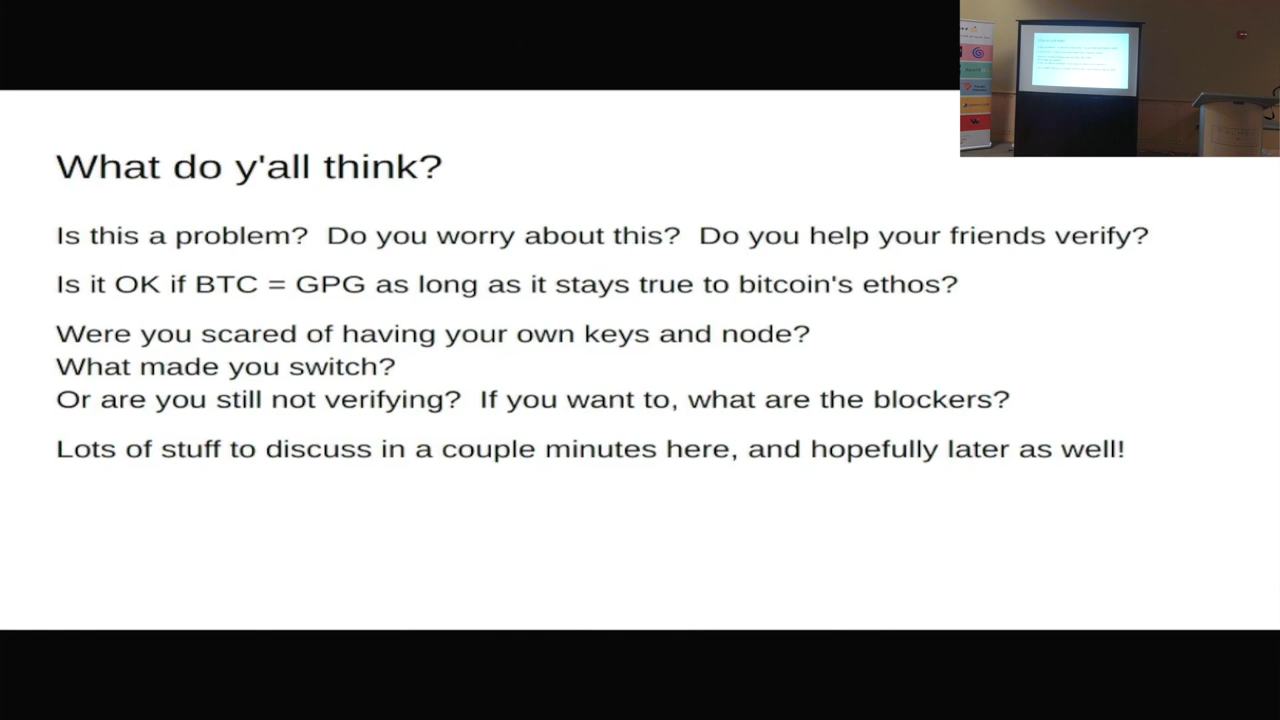 What do y'all think?
Is this a problem?  Do you worry about this?  Do you help your friends verify?
Is it OK if BTC = GPG as long as it stays true to bitcoin's ethos?
Were you scared of having your own keys and node?
What made you switch?
Or are you still not verifying?  If you want to, what are the blockers?
Lots of stuff to discuss in a couple minutes here, and hopefully later as well!